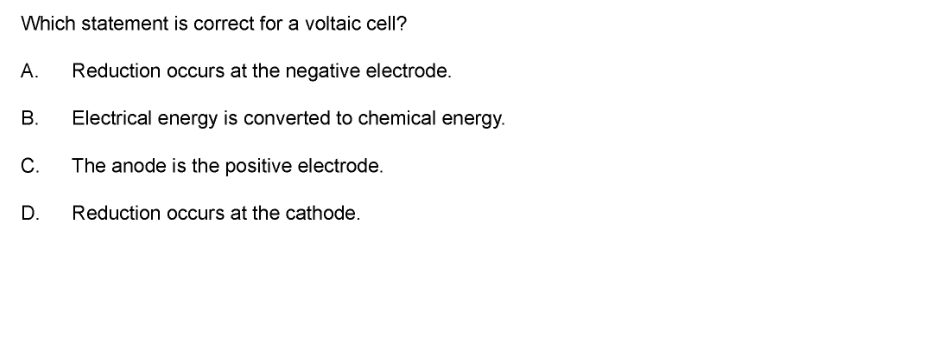 Which statement is correct for a voltaic cell?
A. Reduction occurs at the negative electrode.
B. Electrical energy is converted to chemical energy.
C. The anode is the positive electrode.
D. Reduction occurs at the cathode.